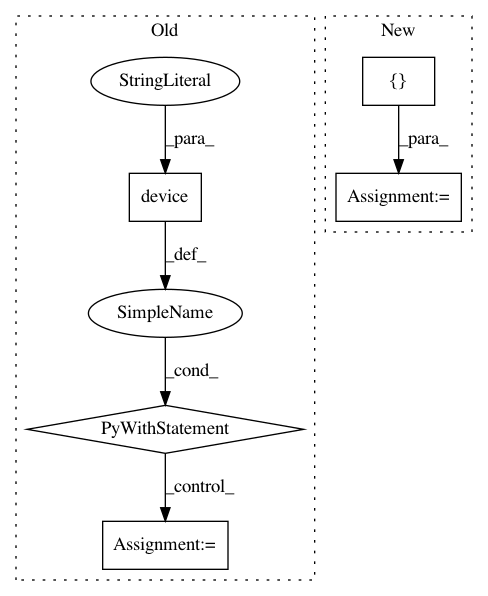 Old
New
StringLiteral
{}
_para_
_para_
device
Assignment:=
_def_
SimpleName
_cond_
PyWithStatement
_control_
Assignment:=